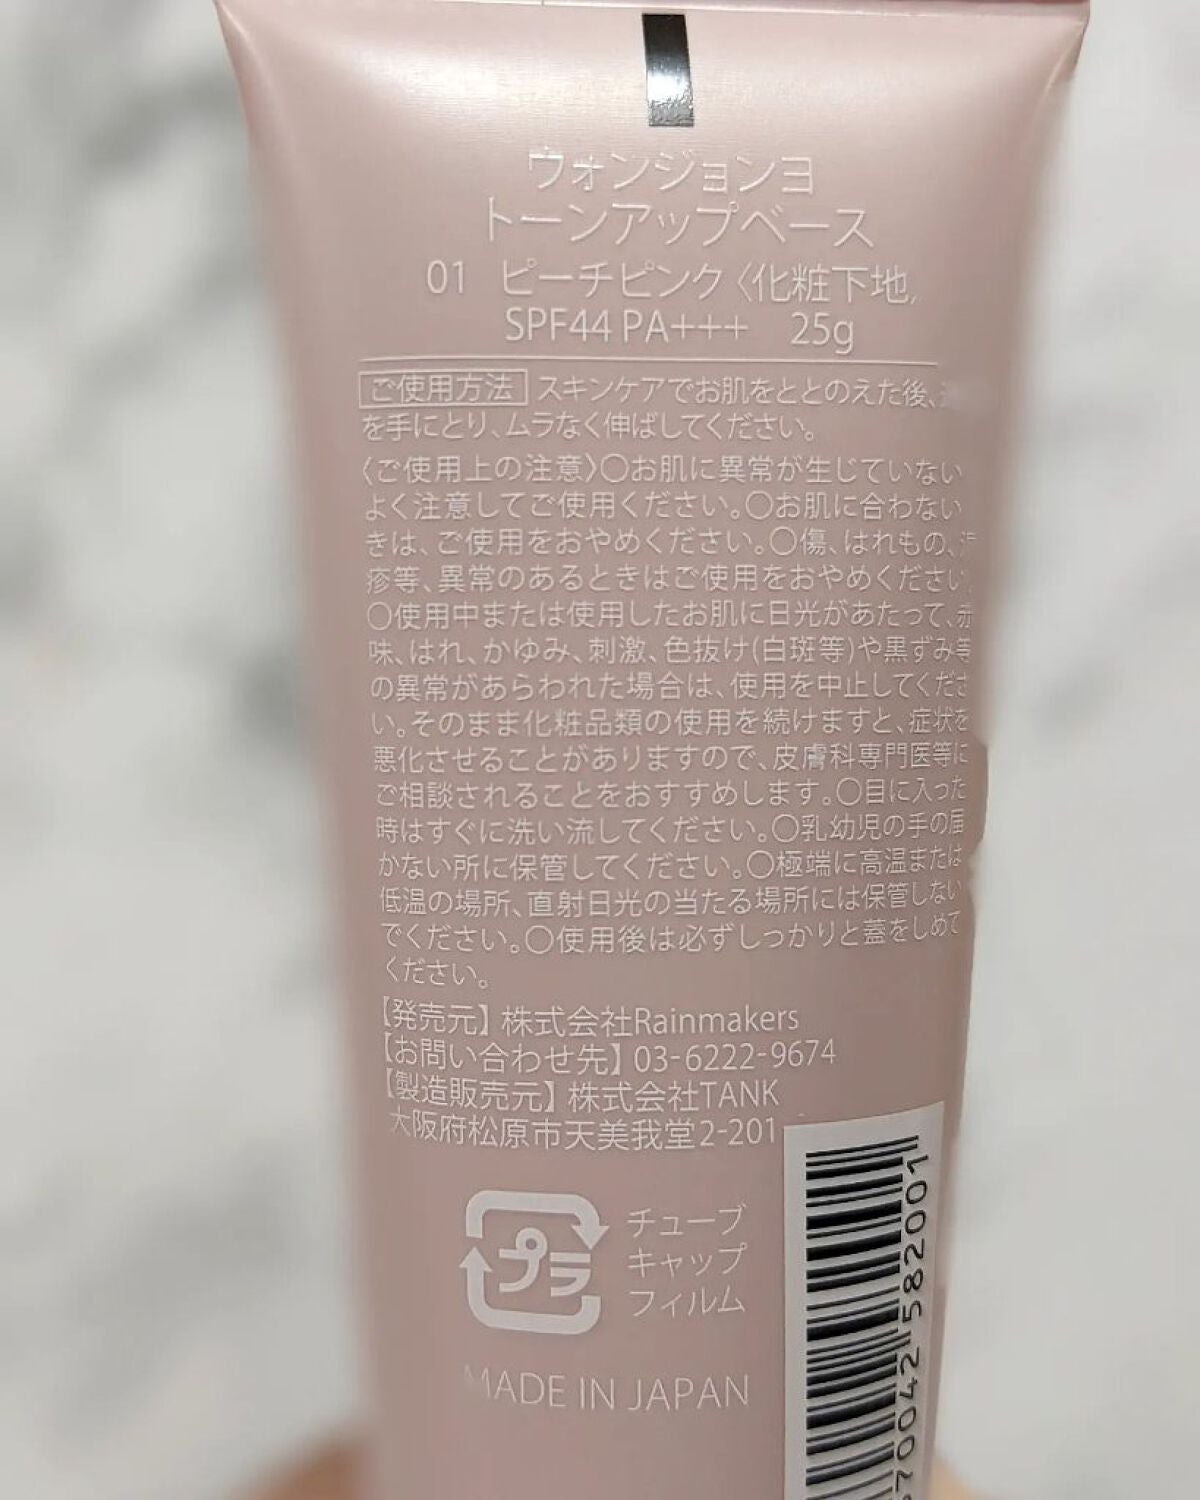 ウォンジョンヨ
トーンアップベース
01 ピーチピンク〈化粧下地
SPF44 PA+++ 25g
ご使用方法 スキンケアでお肌をととのえた後、
を手にとり、ムラなく伸ばしてください。
〈ご使用上の注意〉○お肌に異常が生じていない
よく注意してご使用ください。○お肌に合わない
きは、ご使用をおやめください。○傷、はれもの、
疹等、異常のあるときはご使用をおやめください
○使用中または使用したお肌に日光があたって、赤
味、はれ、かゆみ、刺激、色抜け(白斑等)や黒ずみ等
の異常があらわれた場合は、使用を中止してくださ
い。そのまま化粧品類の使用を続けますと、症状を
悪化させることがありますので、皮膚科専門医等に
ご相談されることをおすすめします。○目に入った
時はすぐに洗い流してください。○乳幼児の手の届
かない所に保管してください。○極端に高温または
低温の場所、直射日光の当たる場所には保管しない
でください。○使用後は必ずしっかりと蓋をしめて
ください。
【発売元】株式会社Rainmakers
【お問い合わせ先】03-6222-9674
【製造販売元】株式会社TANK
大阪府松原市天美我堂2-201
プラ
チューブ
キャップ
フィルム
MADE IN JAPAN
70042 582001